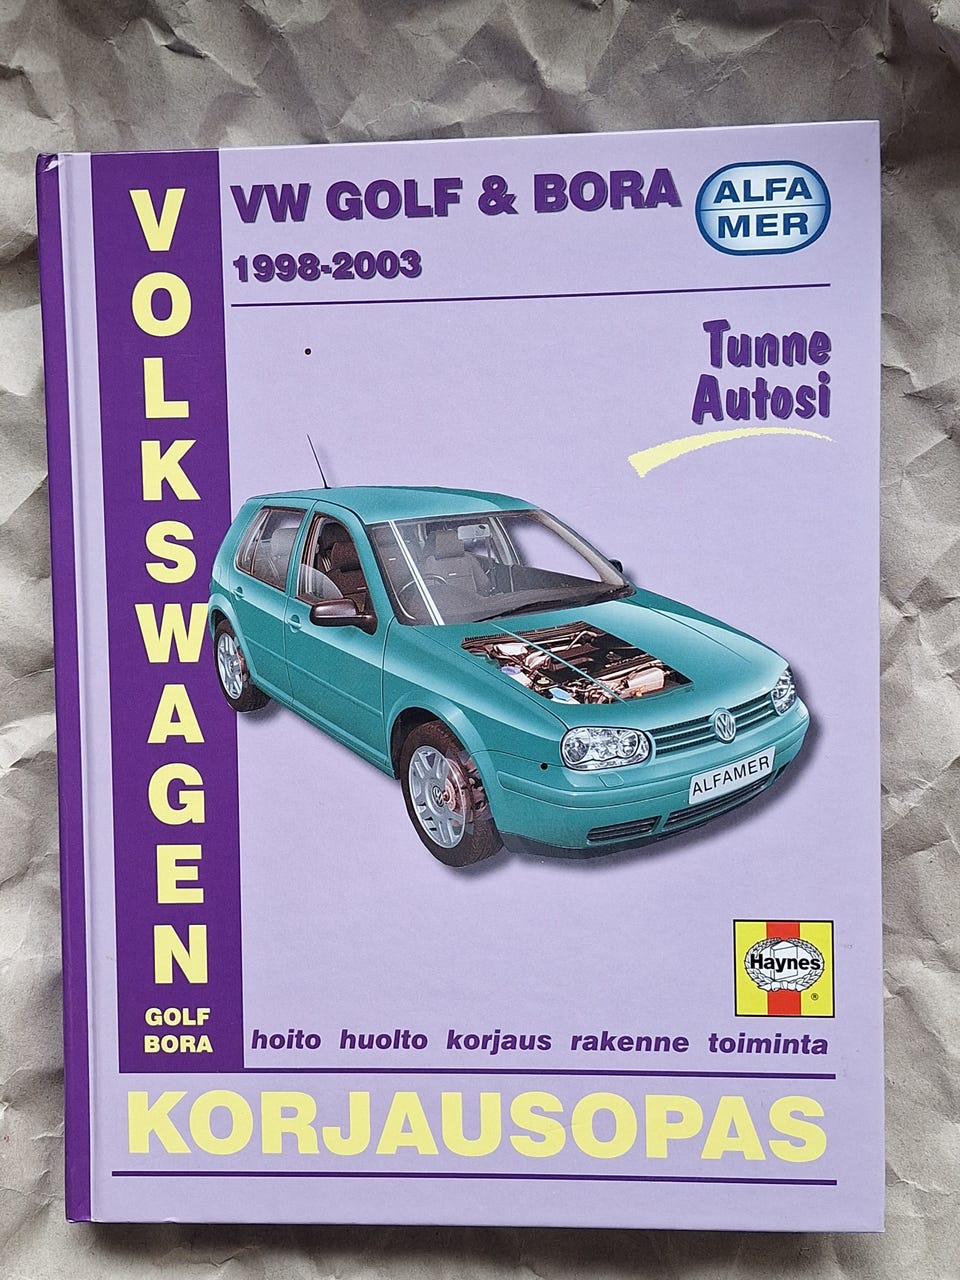 VOLKSWAGEN
GOLF
BORA
VW GOLF & BORA
1998-2003
ALFA
MER
Tunne
Autosi
ALFAMER
Haynes
®
hoito huolto korjaus rakenne toiminta
KORJAUSOPAS